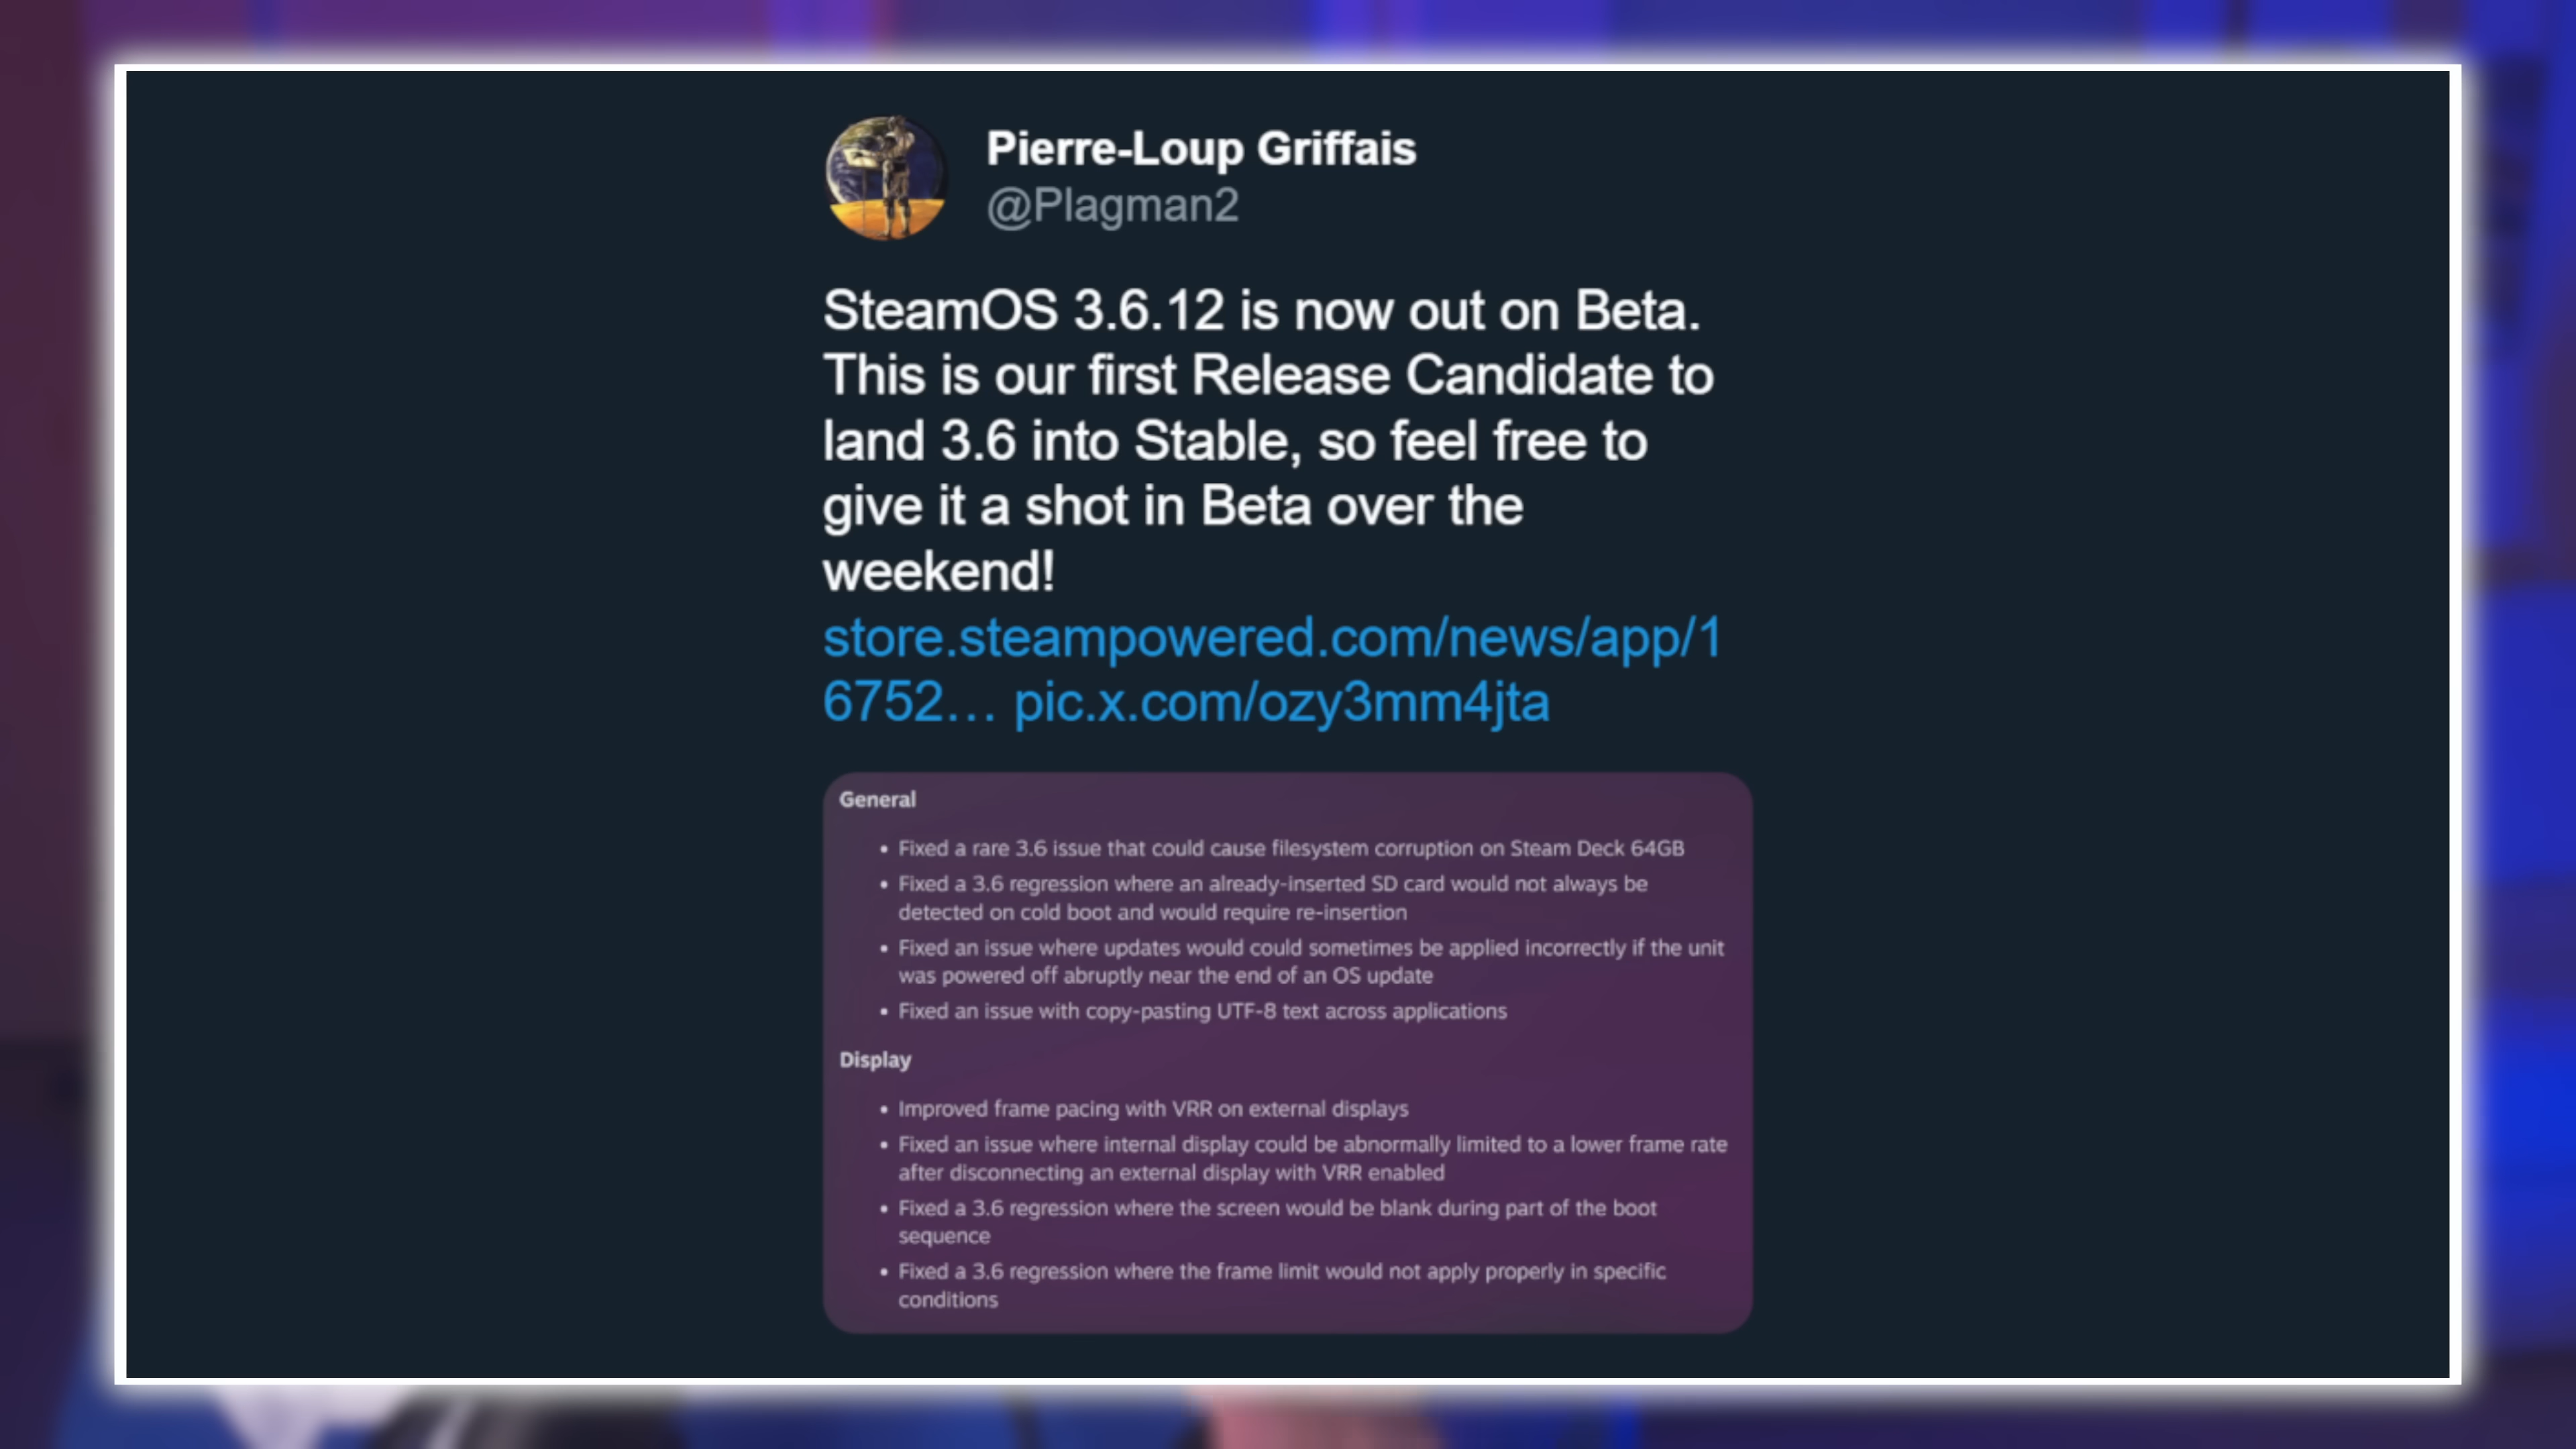 Pierre-Loup Griffais
@Plagman2
SteamOS 3.6.12 is now out on Beta.
This is our first Release Candidate to
land 3.6 into Stable, so feel free to
give it a shot in Beta over the
weekend!
store.steampowered.com/news/app/1
6752… pic.x.com/ozy3mm4jta
General
• Fixed a rare 3.6 issue that could cause filesystem corruption on Steam Deck 64GB
• Fixed a 3.6 regression where an already-inserted SD card would not always be
detected on cold boot and would require re-insertion
• Fixed an issue where updates would could sometimes be applied incorrectly if the unit
was powered off abruptly near the end of an OS update
• Fixed an issue with copy-pasting UTF-8 text across applications
Display
• Improved frame pacing with VRR on external displays
• Fixed an issue where internal display could be abnormally limited to a lower frame rate
after disconnecting an external display with VRR enabled
• Fixed a 3.6 regression where the screen would be blank during part of the boot
sequence
• Fixed a 3.6 regression where the frame limit would not apply properly in specific
conditions